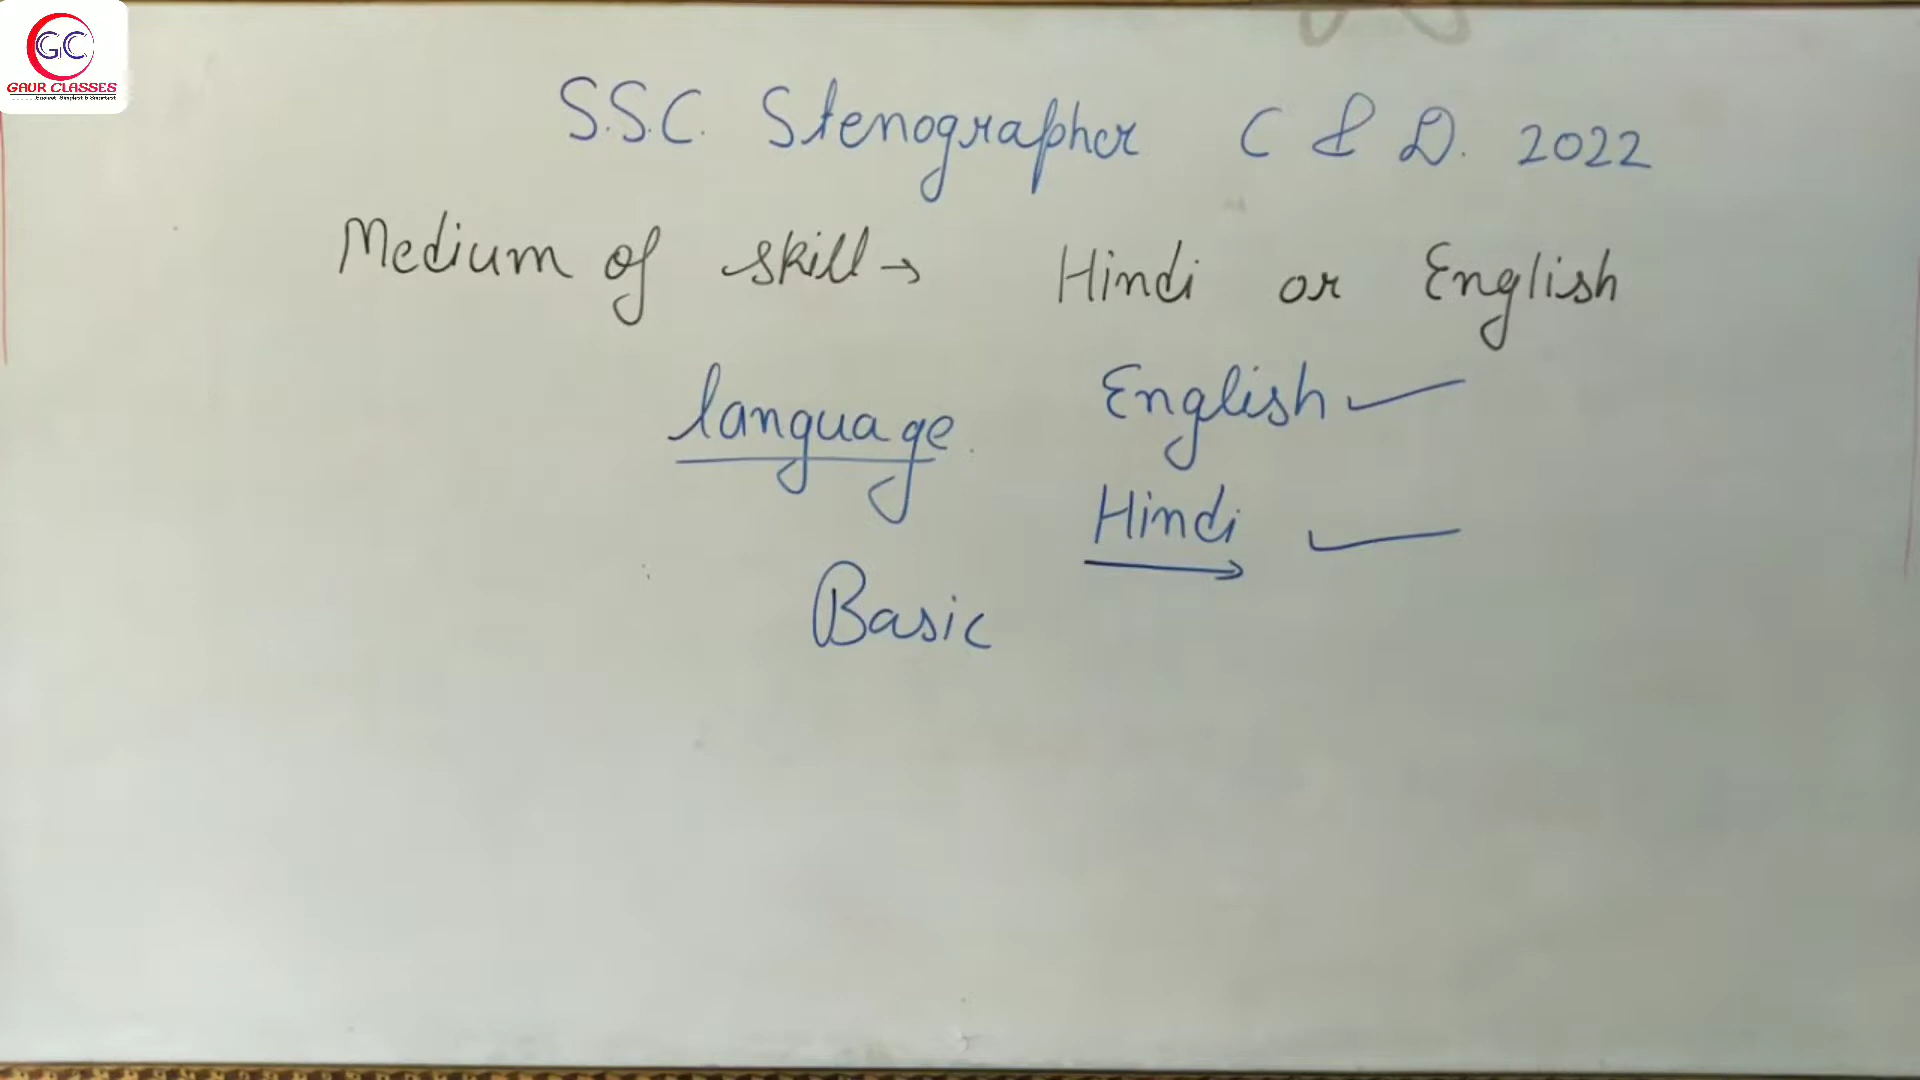 GC
GAUR CLASSES
S.S.C. Stenographer C & D. 2022
Medium of skill → Hindi or English
language English ✓
Hindi ✓
Basic